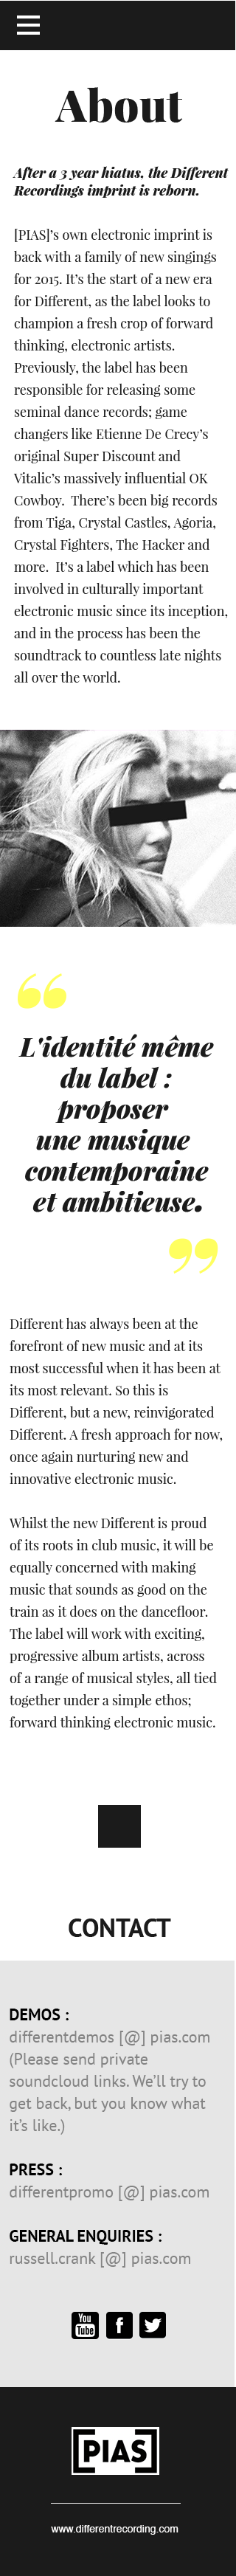 About
After a 3 year hiatus, the Different
Recordings imprint is reborn.
[PIAS]’s own electronic imprint is
back with a family of new singings
for 2015. It’s the start of a new era
for Different, as the label looks to
champion a fresh crop of forward
thinking, electronic artists.
Previously, the label has been
responsible for releasing some
seminal dance records; game
changers like Etienne De Crecy’s
original Super Discount and
Vitalic’s massively influential OK
Cowboy.  There’s been big records
from Tiga, Crystal Castles, Agoria,
Crystal Fighters, The Hacker and
more.  It’s a label which has been
involved in culturally important
electronic music since its inception,
and in the process has been the
soundtrack to countless late nights
all over the world.
“
L'identité même
du label :
proposer
une musique
contemporaine
et ambitieuse.
”
Different has always been at the
forefront of new music and at its
most successful when it has been at
its most relevant. So this is
Different, but a new, reinvigorated
Different. A fresh approach for now,
once again nurturing new and
innovative electronic music.
Whilst the new Different is proud
of its roots in club music, it will be
equally concerned with making
music that sounds as good on the
train as it does on the dancefloor.
The label will work with exciting,
progressive album artists, across
of a range of musical styles, all tied
together under a simple ethos;
forward thinking electronic music.
CONTACT
DEMOS :
differentdemos [@] pias.com
(Please send private
soundcloud links. We’ll try to
get back, but you know what
it’s like.)
PRESS :
differentpromo [@] pias.com
GENERAL ENQUIRIES :
russell.crank [@] pias.com
You
Tube
[PIAS]
www.differentrecording.com